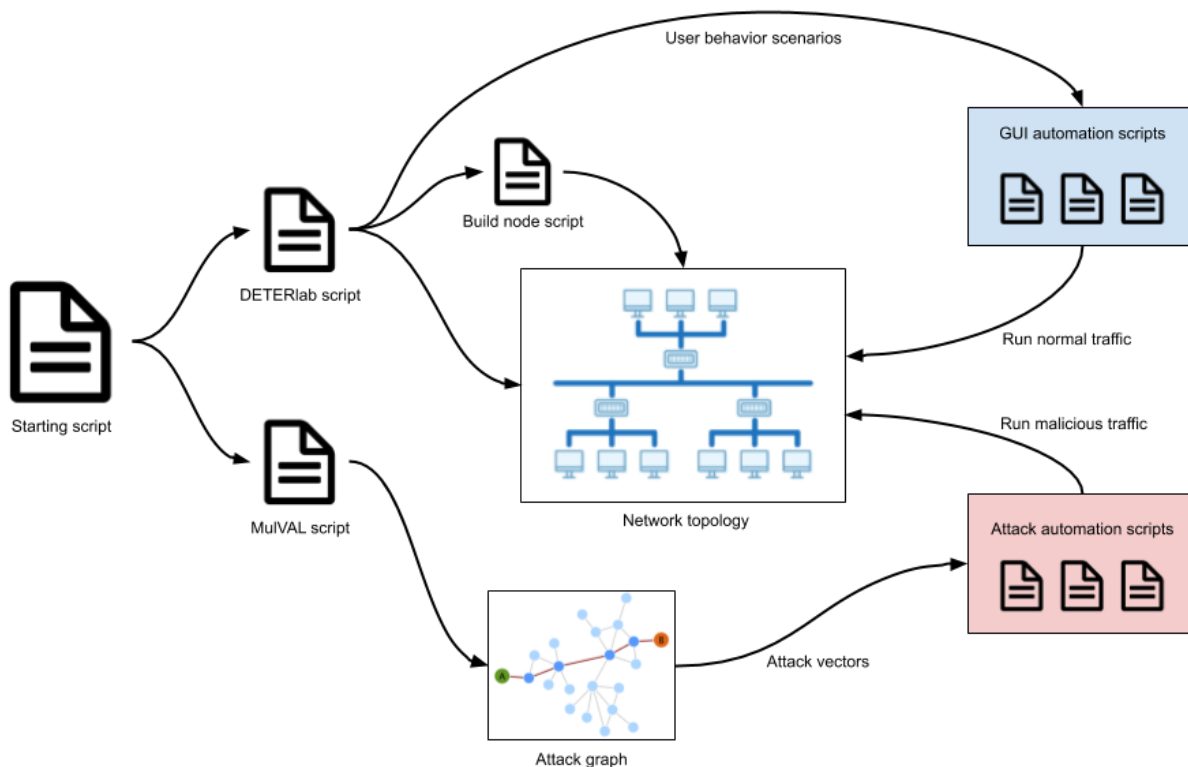 User behavior scenarios
GUI automation scripts
Build node script
DETERlab script
Run normal traffic
Starting script
Run malicious traffic
MulVAL script
Network topology
Attack automation scripts
A
B
Attack vectors
Attack graph